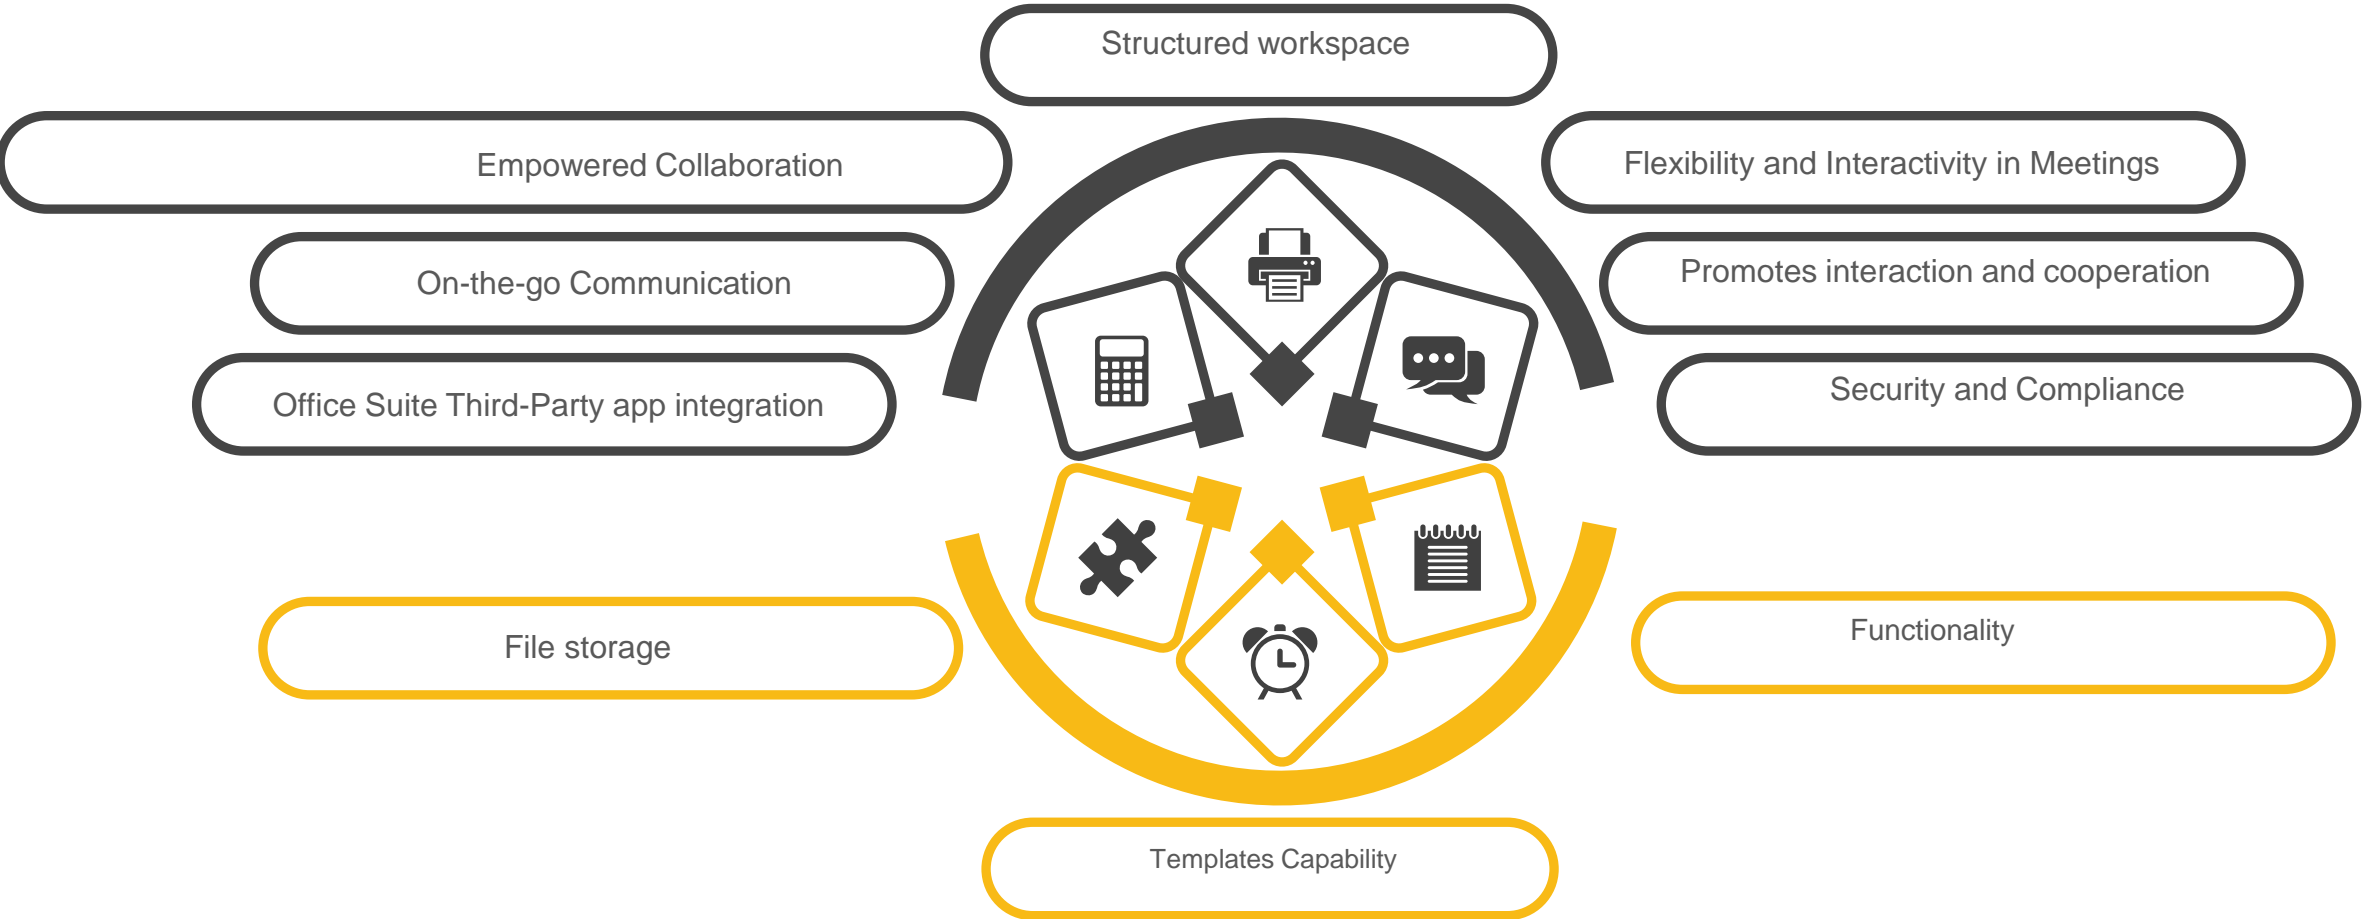 Structured workspace
Empowered Collaboration
Flexibility and Interactivity in Meetings
On-the-go Communication
Promotes interaction and cooperation
Office Suite Third-Party app integration
Security and Compliance
File storage
Functionality
Templates Capability